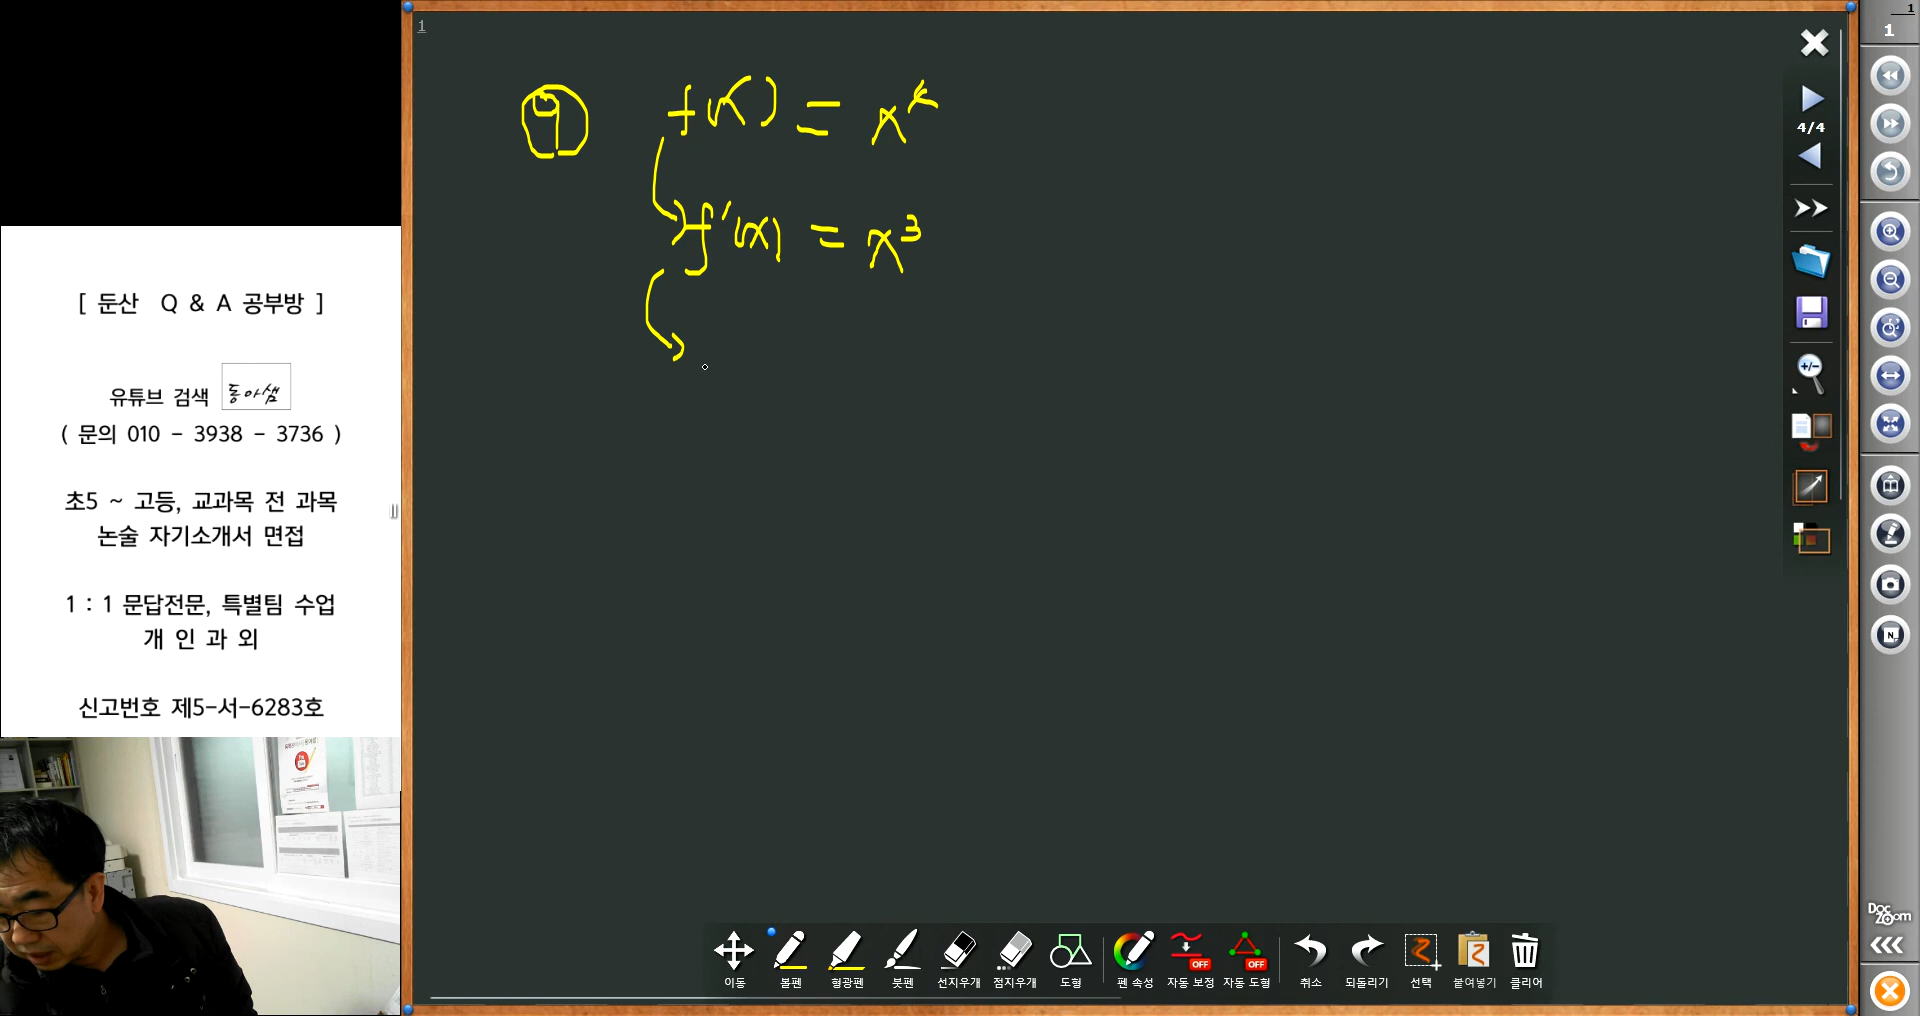 [ 둔산 Q & A 공부방 ]
유튜브 검색 동아샘
( 문의 010 - 3938 - 3736 )
초5 ~ 고등, 교과목 전 과목
논술 자기소개서 면접
1 : 1 문답전문, 특별팀 수업
개 인 과 외
신고번호 제5-서-6283호
1
⑨ f(x) =
f'(x) = x³
1
1
4/4
+/-
N
Doc Zoom
이동
볼펜
형광펜
붓펜
선지우개
점지우개
도형
펜 속성
OFF
자동 보정
OFF
자동 도형
취소
되돌리기
선택
붙여넣기
클리어